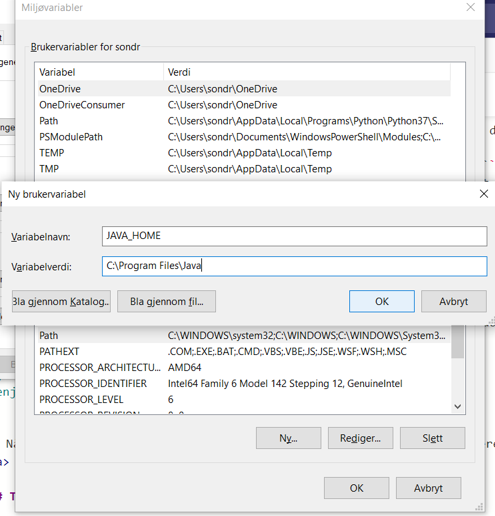 Miljøvariabler
Brukervariabler for sondr
Variabel Verdi
OneDrive C:\Users\sondr\OneDrive
OneDriveConsumer C:\Users\sondr\OneDrive
Path C:\Users\sondr\AppData\Local\Programs\Python\Python37\S...
PSModulePath C:\Users\sondr\Documents\WindowsPowerShell\Modules;C:\...
TEMP C:\Users\sondr\AppData\Local\Temp
TMP C:\Users\sondr\AppData\Local\Temp
Ny brukervariabel
Variabelnavn: JAVA_HOME
Variabelverdi: C:\Program Files\Java
Bla gjennom Katalog.. Bla gjennom fil... OK Avbryt
Path C:\WINDOWS\system32;C:\WINDOWS;C:\WINDOWS\System3...
PATHEXT .COM;.EXE;.BAT;.CMD;.VBS;.VBE;.JS;.JSE;.WSF;.WSH;.MSC
PROCESSOR_ARCHITECTU... AMD64
PROCESSOR_IDENTIFIER Intel64 Family 6 Model 142 Stepping 12, GenuineIntel
PROCESSOR_LEVEL 6
Ny... Rediger... Slett
OK Avbryt